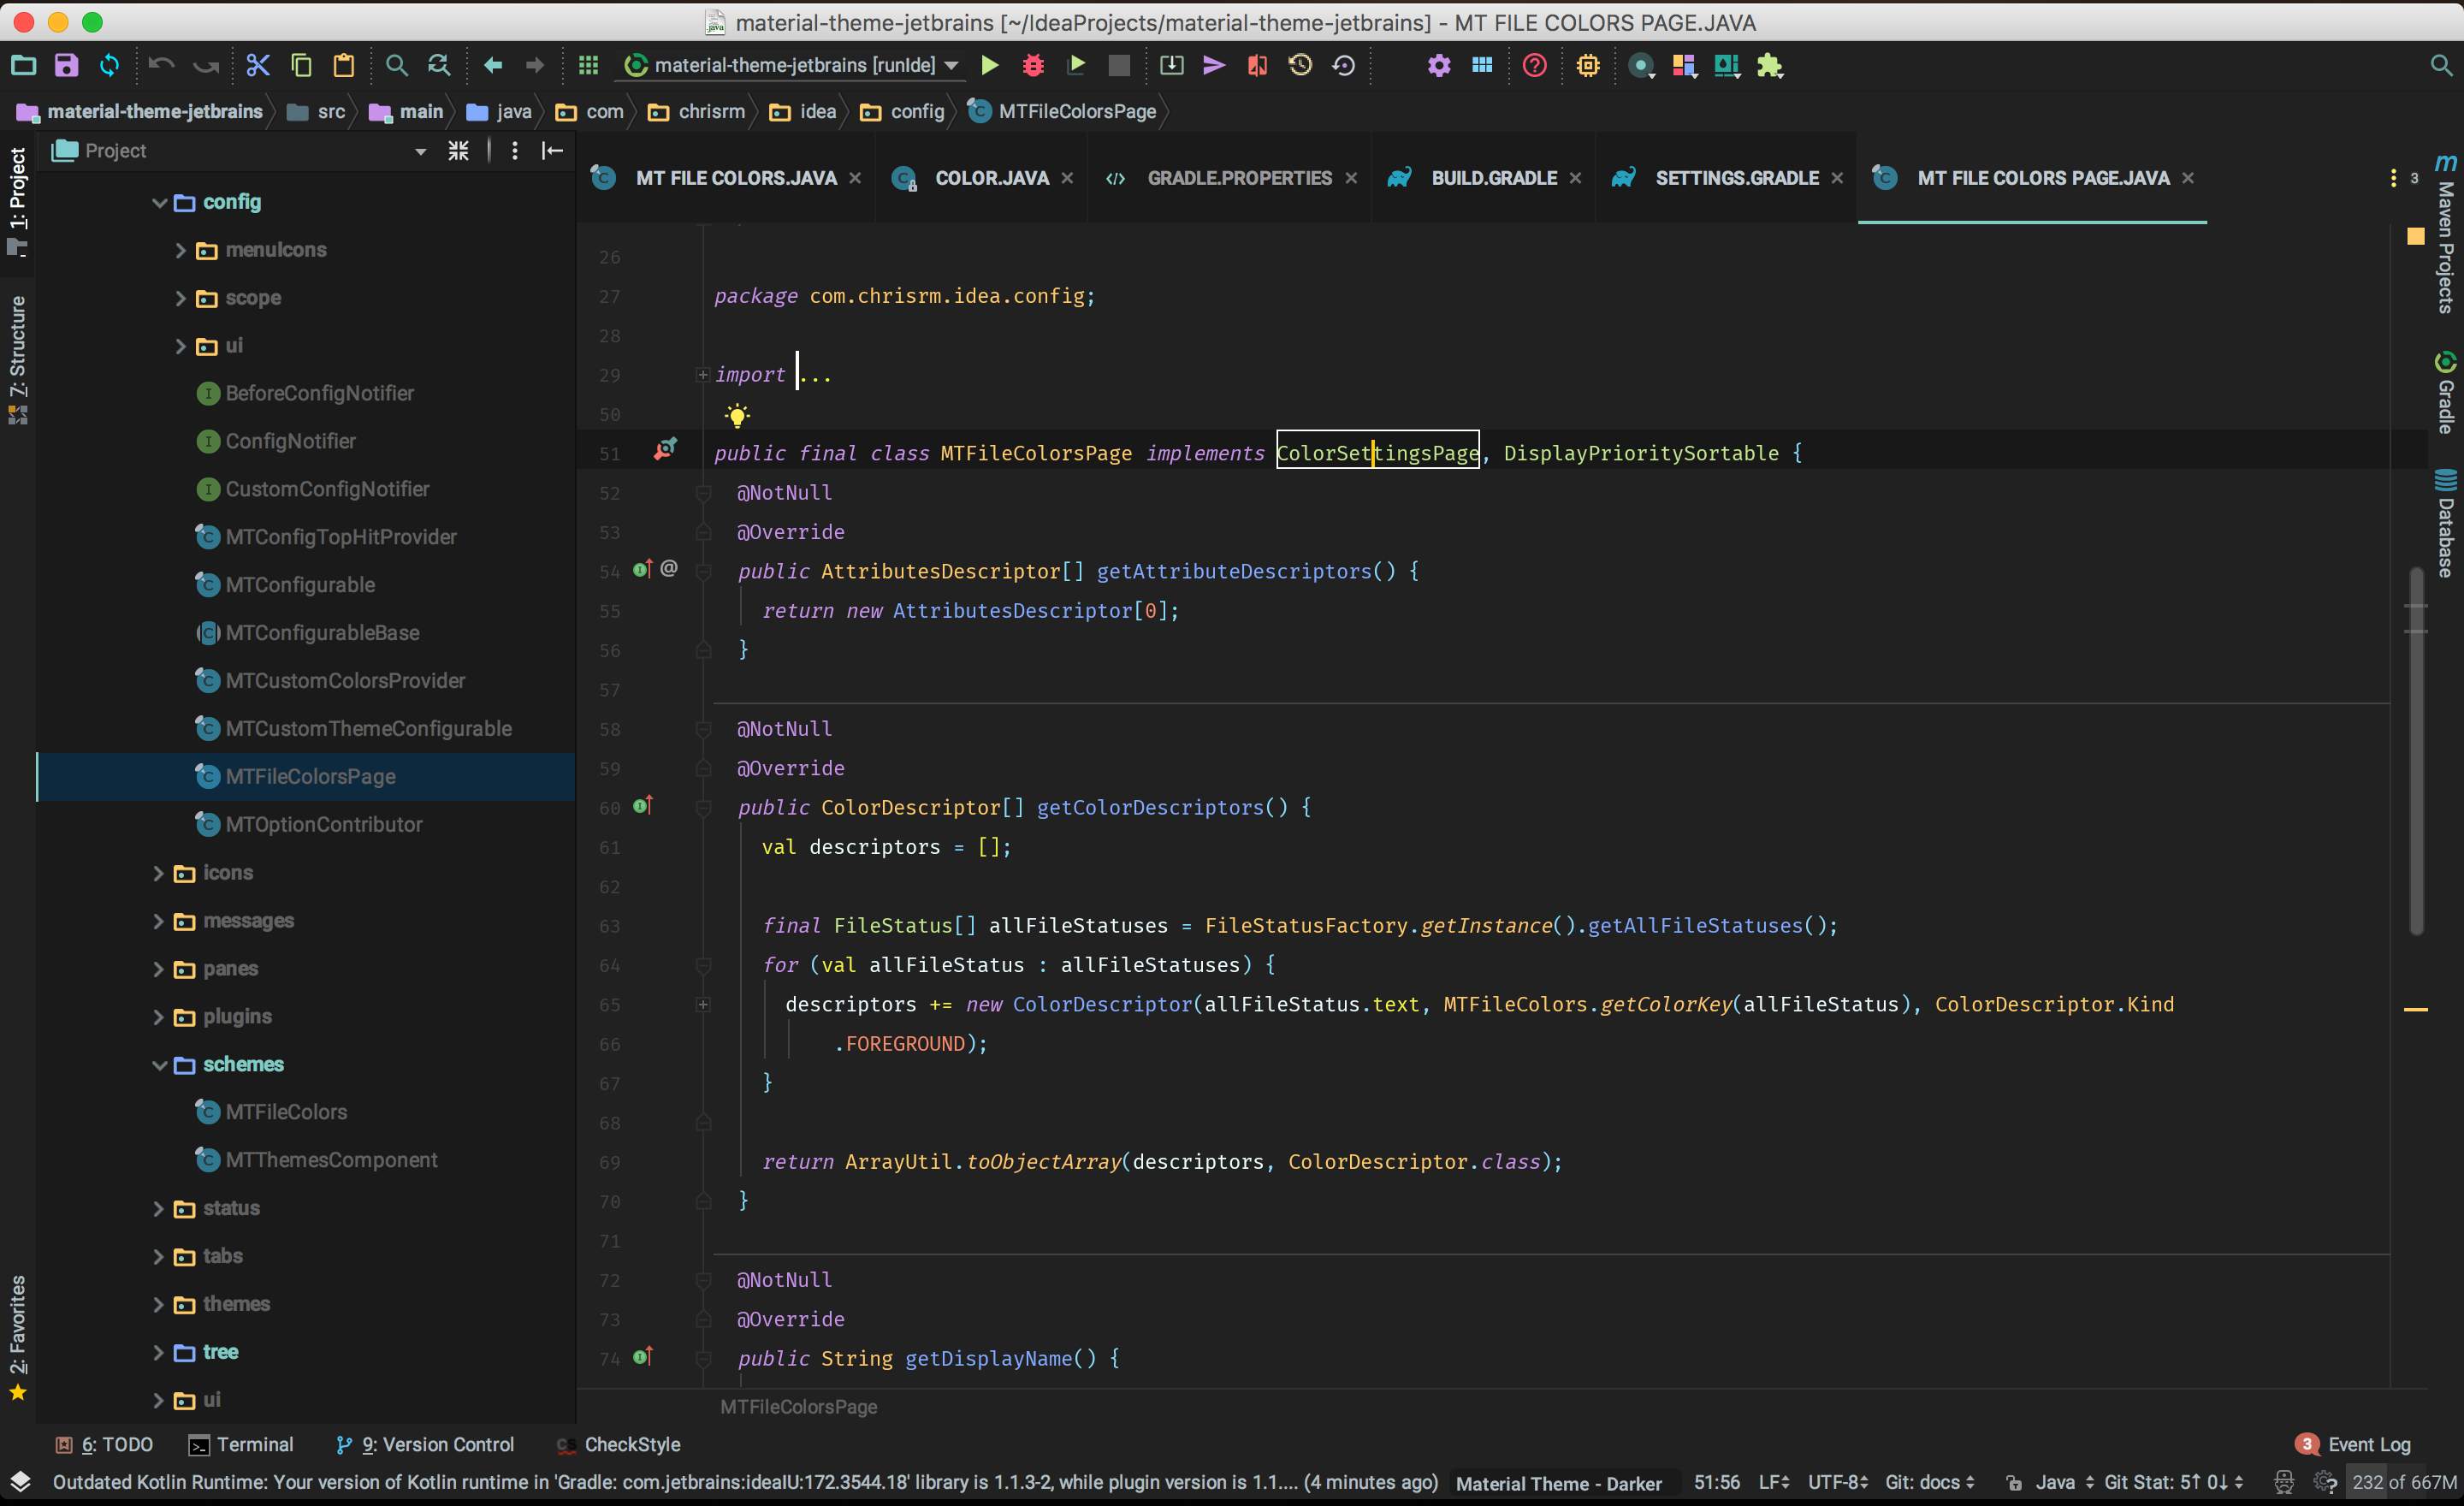 material-theme-jetbrains [~/IdeaProjects/material-theme-jetbrains] - MT FILE COLORS PAGE.JAVA
material-theme-jetbrains [runIde]
material-theme-jetbrains src main java com chrisrm idea config MTFileColorsPage
1: Project
7: Structure
2: Favorites
Project
config
menuIcons
scope
ui
BeforeConfigNotifier
ConfigNotifier
CustomConfigNotifier
MTConfigTopHitProvider
MTConfigurable
MTConfigurableBase
MTCustomColorsProvider
MTCustomThemeConfigurable
MTFileColorsPage
MTOptionContributor
icons
messages
panes
plugins
schemes
MTFileColors
MTThemesComponent
status
tabs
themes
tree
ui
MT FILE COLORS.JAVA COLOR.JAVA GRADLE.PROPERTIES BUILD.GRADLE SETTINGS.GRADLE MT FILE COLORS PAGE.JAVA 3
26
27 package com.chrisrm.idea.config;
28
29 import ...
50
51 public final class MTFileColorsPage implements ColorSettingsPage, DisplayPrioritySortable {
52 @NotNull
53 @Override
54 @ public AttributesDescriptor[] getAttributeDescriptors() {
55 return new AttributesDescriptor[0];
56 }
57
58 @NotNull
59 @Override
60 public ColorDescriptor[] getColorDescriptors() {
61 val descriptors = [];
62
63 final FileStatus[] allFileStatuses = FileStatusFactory.getInstance().getAllFileStatuses();
64 for (val allFileStatus : allFileStatuses) {
65 descriptors += new ColorDescriptor(allFileStatus.text, MTFileColors.getColorKey(allFileStatus), ColorDescriptor.Kind
66 .FOREGROUND);
67 }
68
69 return ArrayUtil.toObjectArray(descriptors, ColorDescriptor.class);
70 }
71
72 @NotNull
73 @Override
74 public String getDisplayName() {
MTFileColorsPage
Maven Projects
Gradle
Database
6: TODO Terminal 9: Version Control CheckStyle 3 Event Log
Outdated Kotlin Runtime: Your version of Kotlin runtime in 'Gradle: com.jetbrains:ideaIU:172.3544.18' library is 1.1.3-2, while plugin version is 1.1.... (4 minutes ago) Material Theme - Darker 51:56 LF UTF-8 Git: docs Java Git Stat: 5↑ 0↓ 232 of 667M